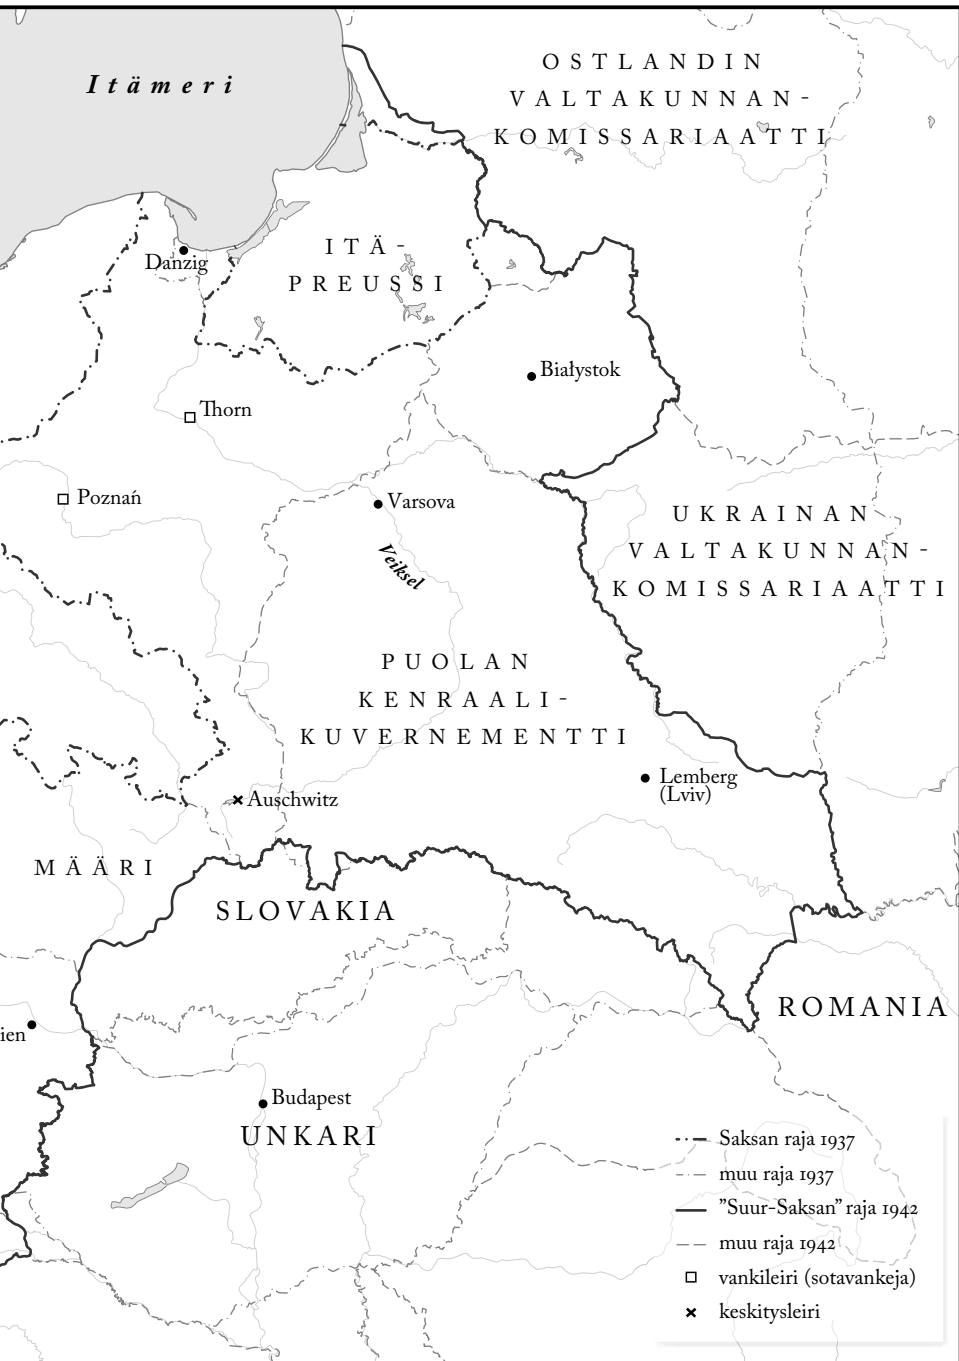 Itämeri
OSTLANDIN
VALTAKUNNAN-
KOMISSARIAATTI
ITÄ-
PREUSSI
Danzig
Białystok
Thorn
Poznań
Varsova
Veiksel
UKRAINAN
VALTAKUNNAN-
KOMISSARIAATTI
PUOLAN
KENRAALI-
KUVERNEMENTTI
Lemberg
(Lviv)
Auschwitz
MÄÄRI
SLOVAKIA
ROMANIA
ien
Budapest
UNKARI
Saksan raja 1937
muu raja 1937
"Suur-Saksan" raja 1942
muu raja 1942
vankileiri (sotavankeja)
keskitysleiri